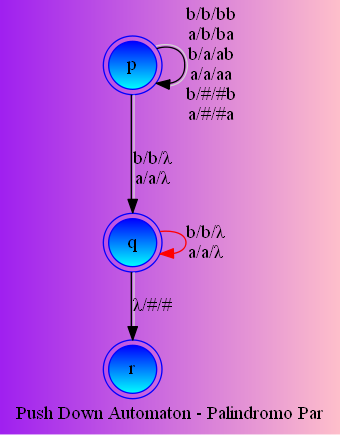 b/b/bb
a/b/ba
b/a/ab
a/a/aa
b/#/#b
a/#/#a
p
b/b/λ
a/a/λ
q
b/b/λ
a/a/λ
λ/#/#
r
Push Down Automaton - Palindromo Par